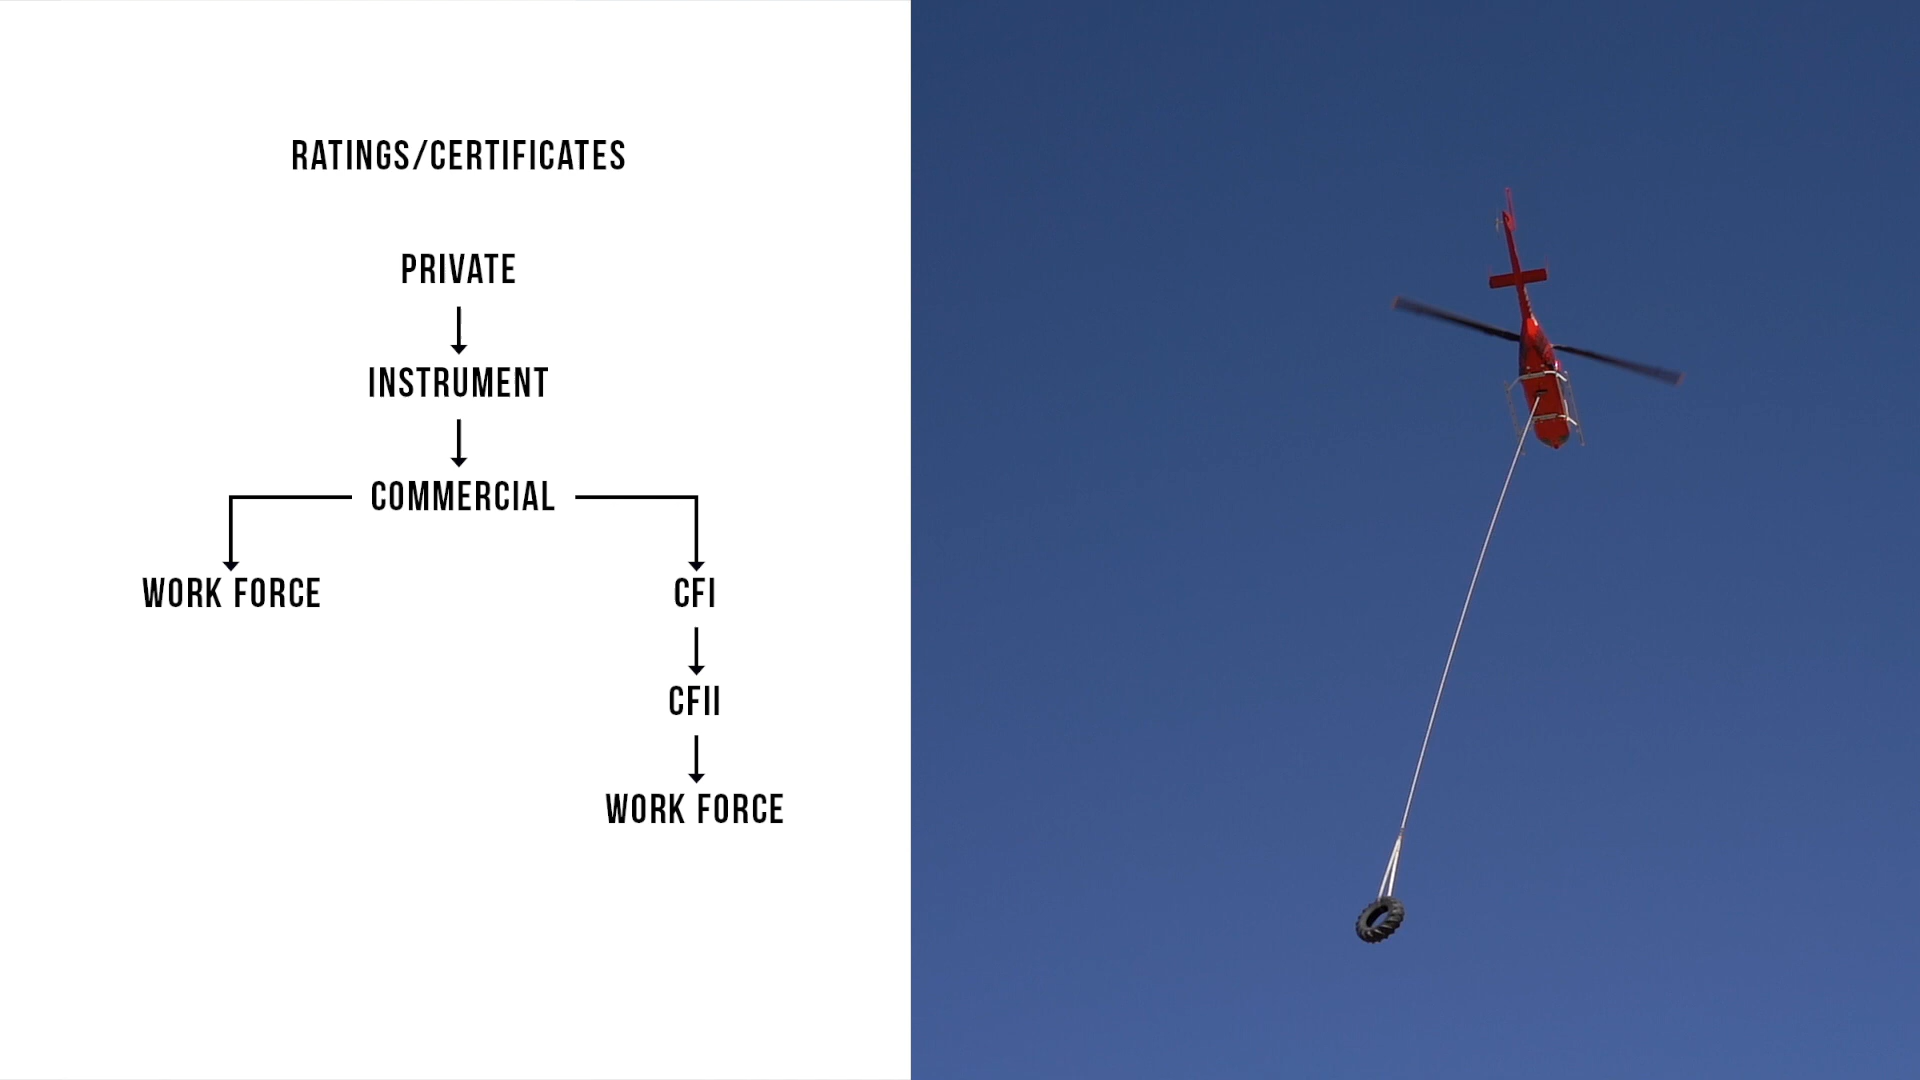 RATINGS/CERTIFICATES
PRIVATE
INSTRUMENT
COMMERCIAL
WORK FORCE
CFI
CFII
WORK FORCE